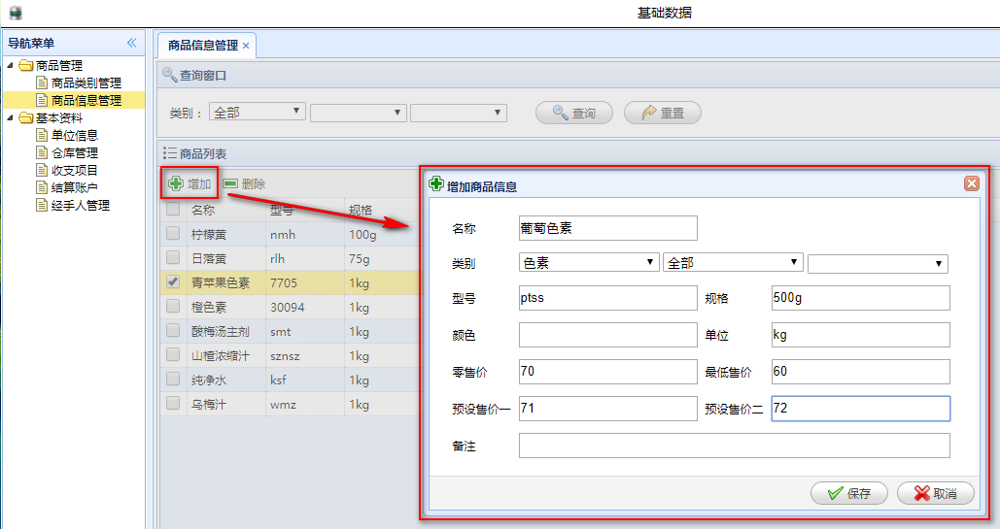 基础数据
导航菜单
商品管理
商品类别管理
商品信息管理
基本资料
单位信息
仓库管理
收支项目
结算账户
经手人管理
商品信息管理
查询窗口
类别： 全部 查询 重置
商品列表
增加 删除
名称 型号 规格
柠檬黄 nmh 100g
日落黄 rlh 75g
青苹果色素 7705 1kg
橙色素 30094 1kg
酸梅汤主剂 smt 1kg
山楂浓缩汁 sznsz 1kg
纯净水 ksf 1kg
乌梅汁 wmz 1kg
增加商品信息
名称 葡萄色素
类别 色素 全部
型号 ptss 规格 500g
颜色 单位 kg
零售价 70 最低售价 60
预设售价一 71 预设售价二 72
备注
保存 取消